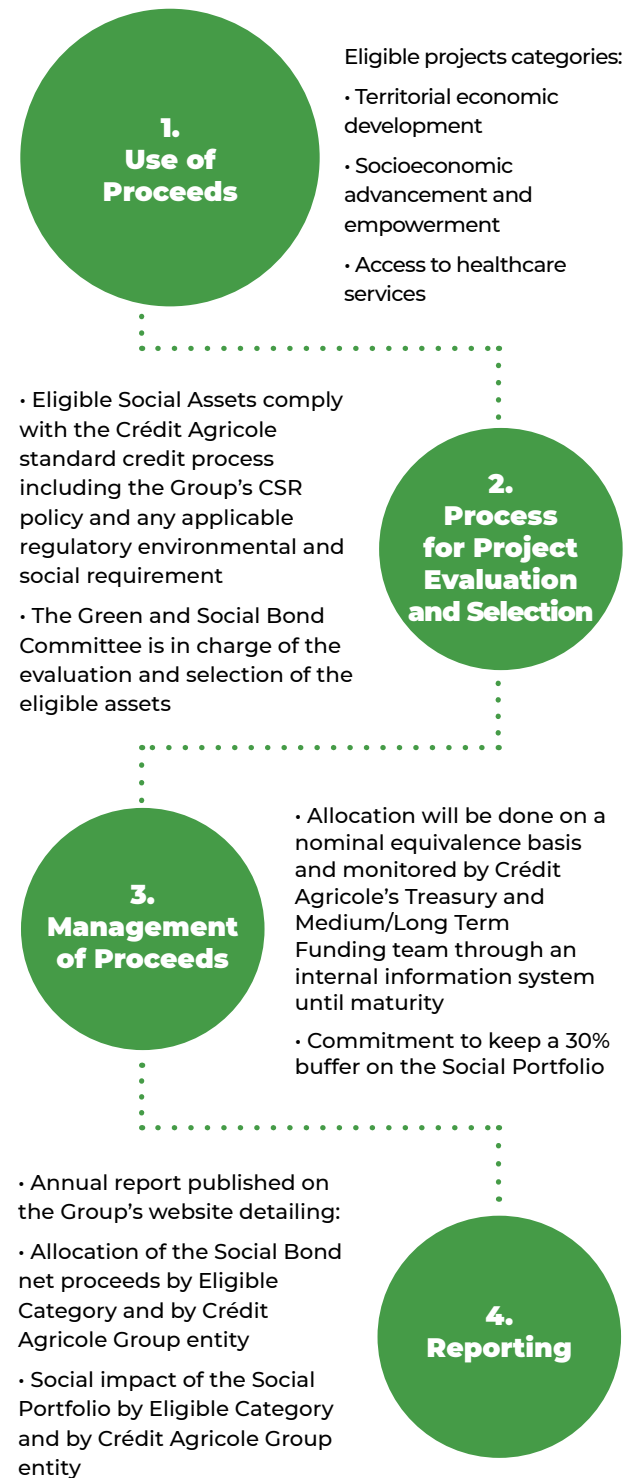 1.
Use of
Proceeds
Eligible projects categories:
• Territorial economic
development
• Socioeconomic
advancement and
empowerment
• Access to healthcare
services
• Eligible Social Assets comply
with the Crédit Agricole
standard credit process
including the Group’s CSR
policy and any applicable
regulatory environmental and
social requirement
• The Green and Social Bond
Committee is in charge of the
evaluation and selection of the
eligible assets
2.
Process
for Project
Evaluation
and Selection
3.
Management
of Proceeds
• Allocation will be done on a
nominal equivalence basis
and monitored by Crédit
Agricole’s Treasury and
Medium/Long Term
Funding team through an
internal information system
until maturity
• Commitment to keep a 30%
buffer on the Social Portfolio
• Annual report published on
the Group’s website detailing:
• Allocation of the Social Bond
net proceeds by Eligible
Category and by Crédit
Agricole Group entity
• Social impact of the Social
Portfolio by Eligible Category
and by Crédit Agricole Group
entity
4.
Reporting